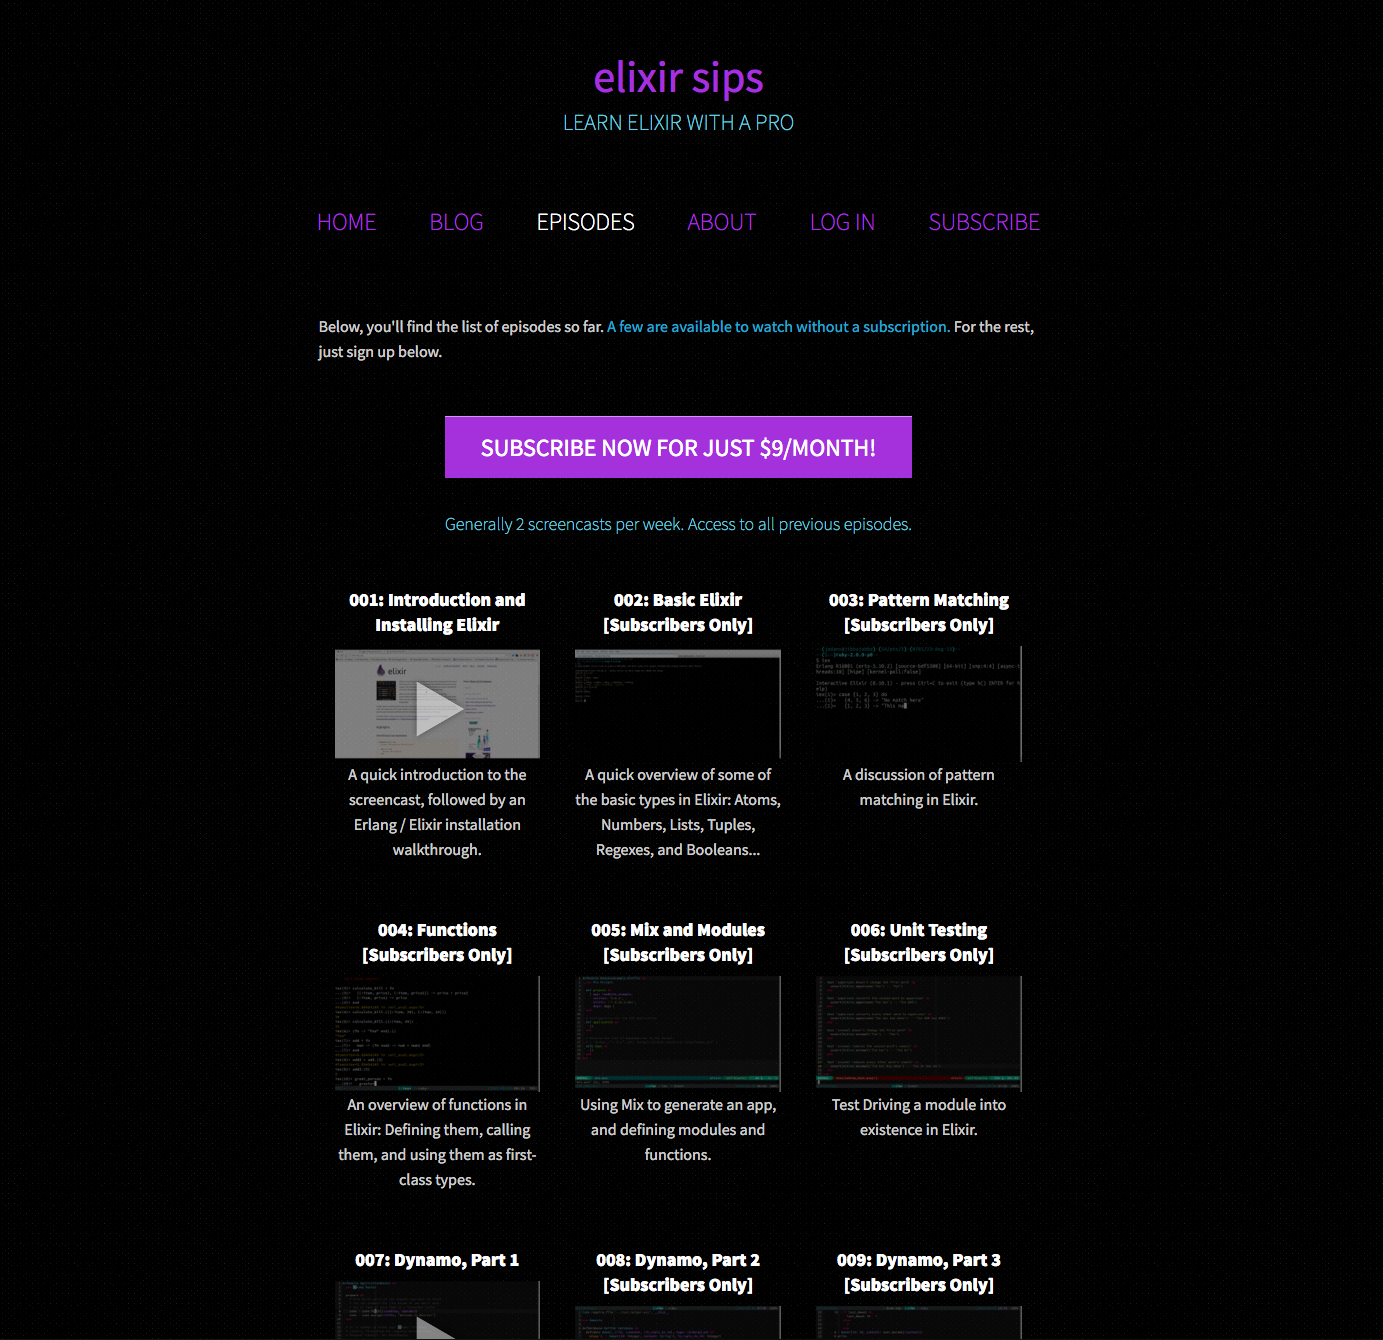 elixir sips
LEARN ELIXIR WITH A PRO
HOME BLOG EPISODES ABOUT LOG IN SUBSCRIBE
Below, you'll find the list of episodes so far. A few are available to watch without a subscription. For the rest,
just sign up below.
SUBSCRIBE NOW FOR JUST $9/MONTH!
Generally 2 screencasts per week. Access to all previous episodes.
001: Introduction and
Installing Elixir
elixir
A quick introduction to the
screencast, followed by an
Erlang / Elixir installation
walkthrough.
002: Basic Elixir
[Subscribers Only]
A quick overview of some of
the basic types in Elixir: Atoms,
Numbers, Lists, Tuples,
Regexes, and Booleans...
003: Pattern Matching
[Subscribers Only]
A discussion of pattern
matching in Elixir.
004: Functions
[Subscribers Only]
An overview of functions in
Elixir: Defining them, calling
them, and using them as first-
class types.
005: Mix and Modules
[Subscribers Only]
Using Mix to generate an app,
and defining modules and
functions.
006: Unit Testing
[Subscribers Only]
Test Driving a module into
existence in Elixir.
007: Dynamo, Part 1
008: Dynamo, Part 2
[Subscribers Only]
009: Dynamo, Part 3
[Subscribers Only]